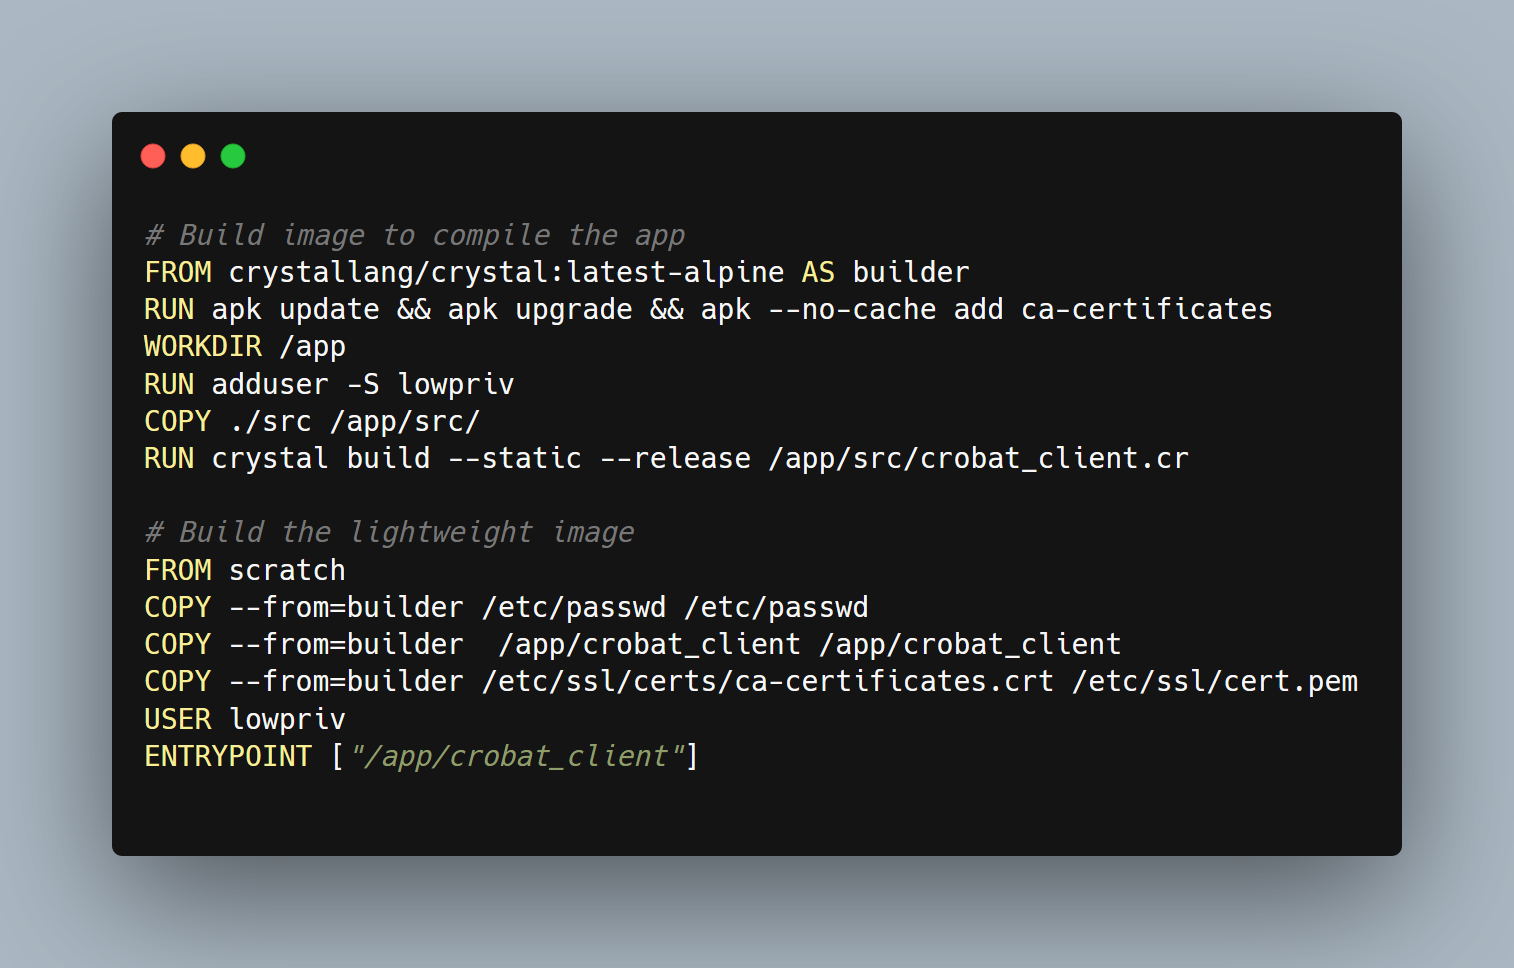 # Build image to compile the app
FROM crystallang/crystal:latest-alpine AS builder
RUN apk update && apk upgrade && apk --no-cache add ca-certificates
WORKDIR /app
RUN adduser -S lowpriv
COPY ./src /app/src/
RUN crystal build --static --release /app/src/crobat_client.cr

# Build the lightweight image
FROM scratch
COPY --from=builder /etc/passwd /etc/passwd
COPY --from=builder  /app/crobat_client /app/crobat_client
COPY --from=builder /etc/ssl/certs/ca-certificates.crt /etc/ssl/cert.pem
USER lowpriv
ENTRYPOINT ["/app/crobat_client"]